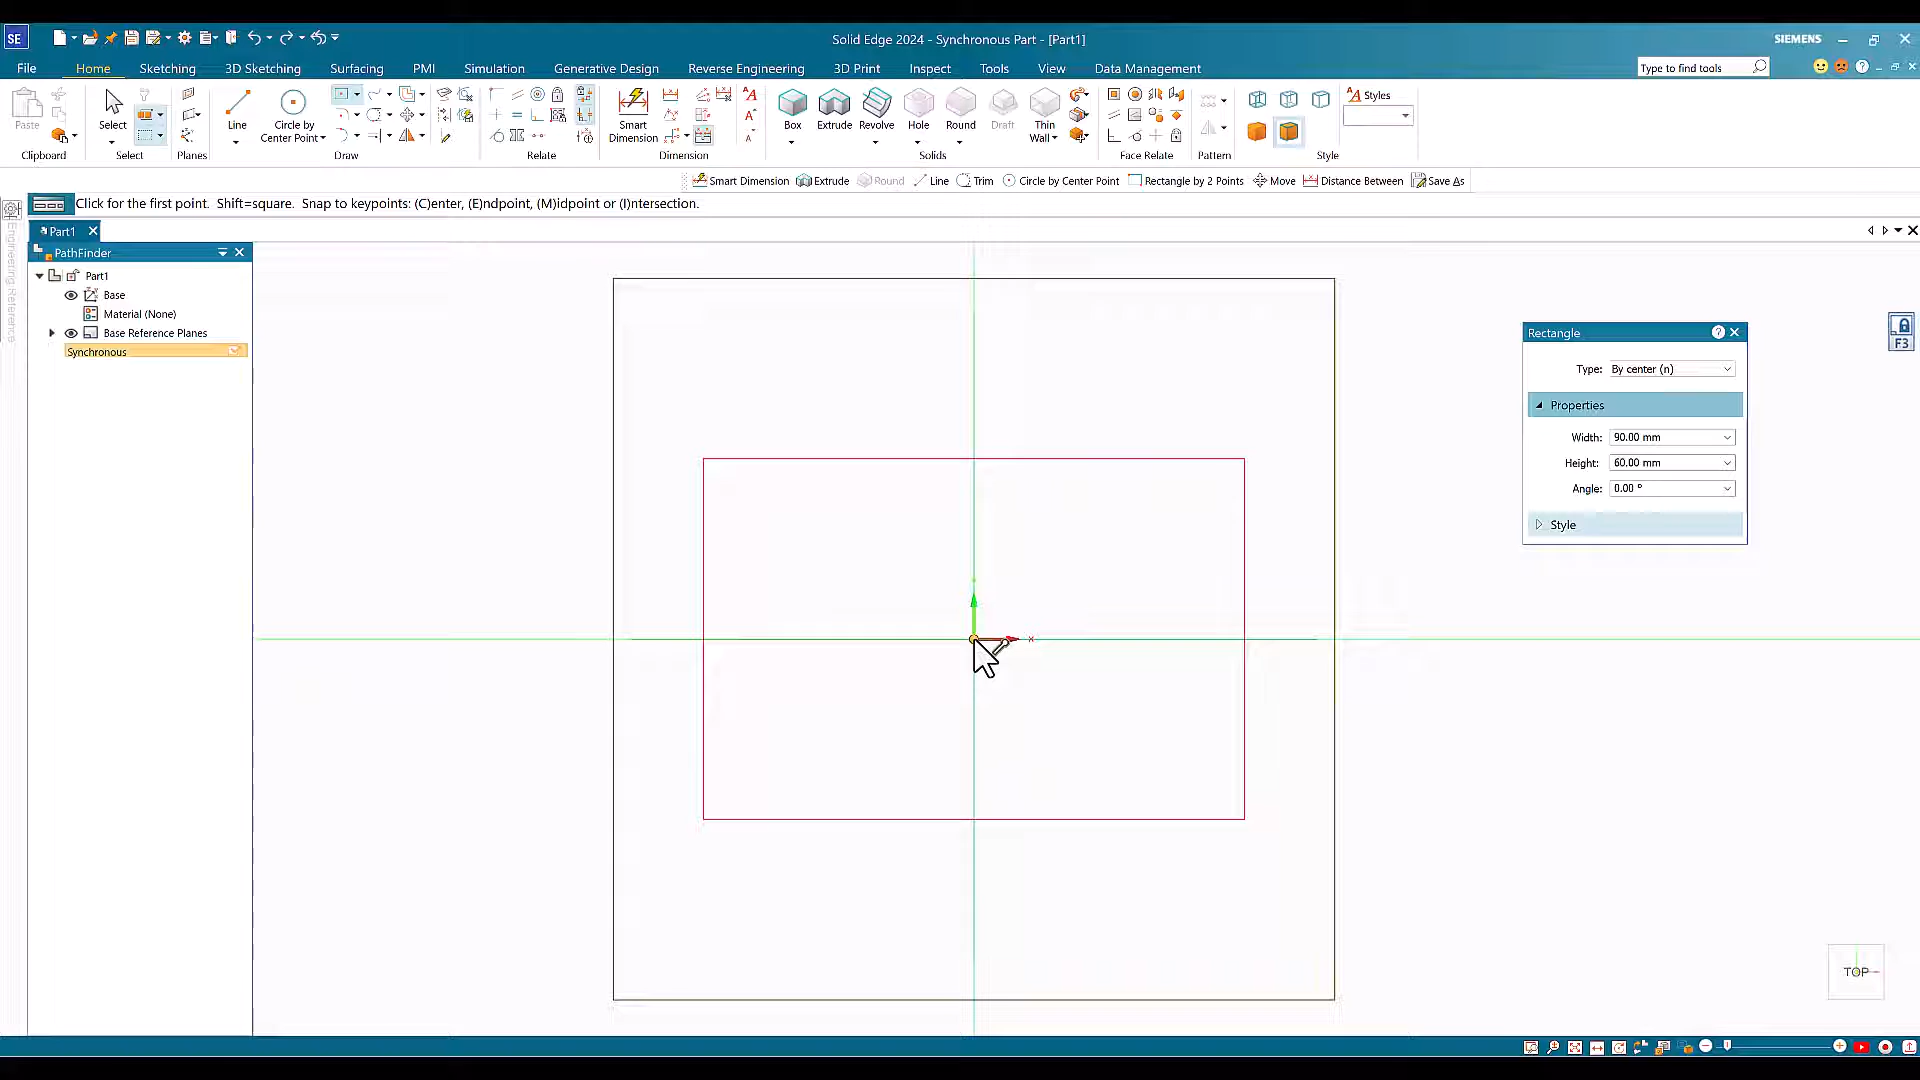 SE
Solid Edge 2024 - Synchronous Part - [Part1]
SIEMENS
File Home Sketching 3D Sketching Surfacing PMI Simulation Generative Design Reverse Engineering 3D Print Inspect Tools View Data Management
Type to find tools
Paste
Select
Line
Circle by
Center Point
Smart
Dimension
Box
Extrude
Revolve
Hole
Round
Draft
Thin
Wall
Styles
Clipboard Select Planes Draw Relate Dimension Solids Face Relate Pattern Style
Smart Dimension Extrude Round Line Trim Circle by Center Point Rectangle by 2 Points Move Distance Between Save As
Click for the first point. Shift=square. Snap to keypoints: (C)enter, (E)ndpoint, (M)idpoint or (I)ntersection.
Part1
PathFinder
Part1
Base
Material (None)
Base Reference Planes
Synchronous
Engineering Reference
Rectangle
Type: By center (n)
Properties
Width: 90.00 mm
Height: 60.00 mm
Angle: 0.00 °
Style
F3
x
TOP